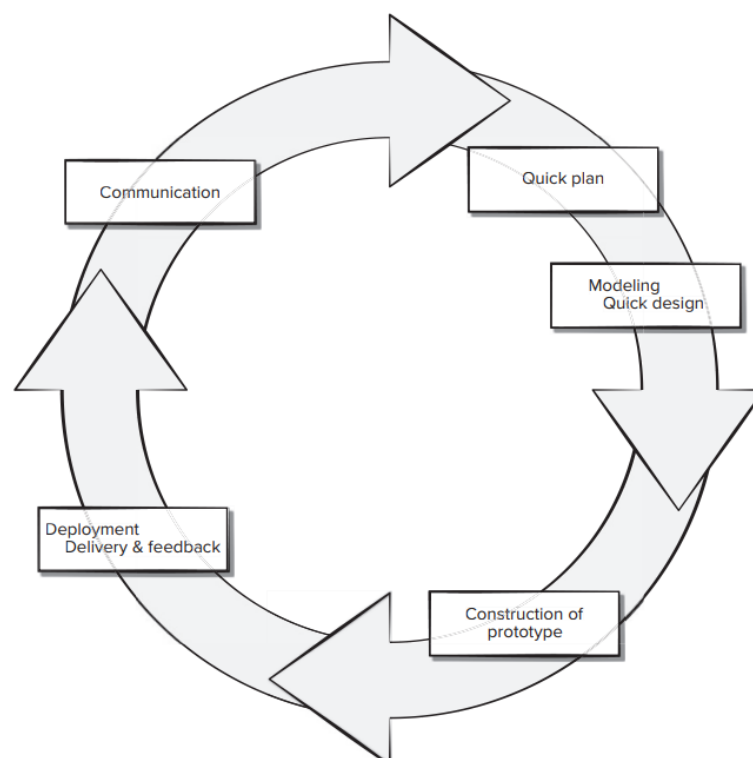 Communication
Quick plan
Modeling
Quick design
Construction of
prototype
Deployment
Delivery & feedback